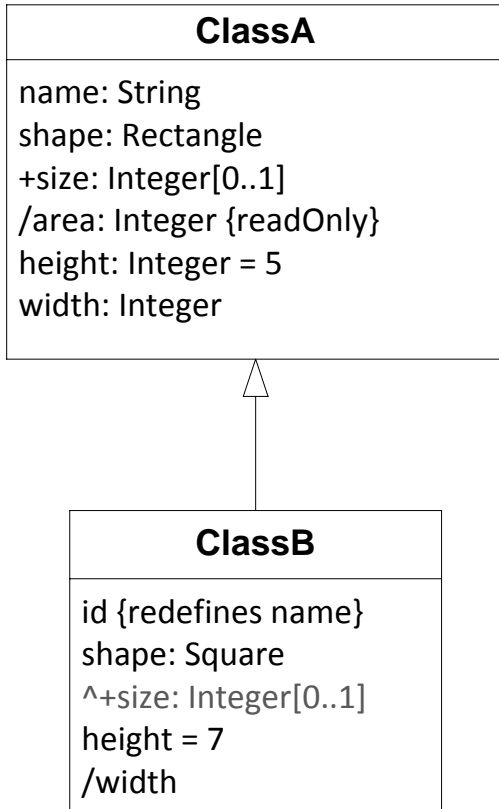 ClassA
name: String
shape: Rectangle
+size: Integer[0..1]
/area: Integer {readOnly}
height: Integer = 5
width: Integer
ClassB
id {redefines name}
shape: Square
^+size: Integer[0..1]
height = 7
/width